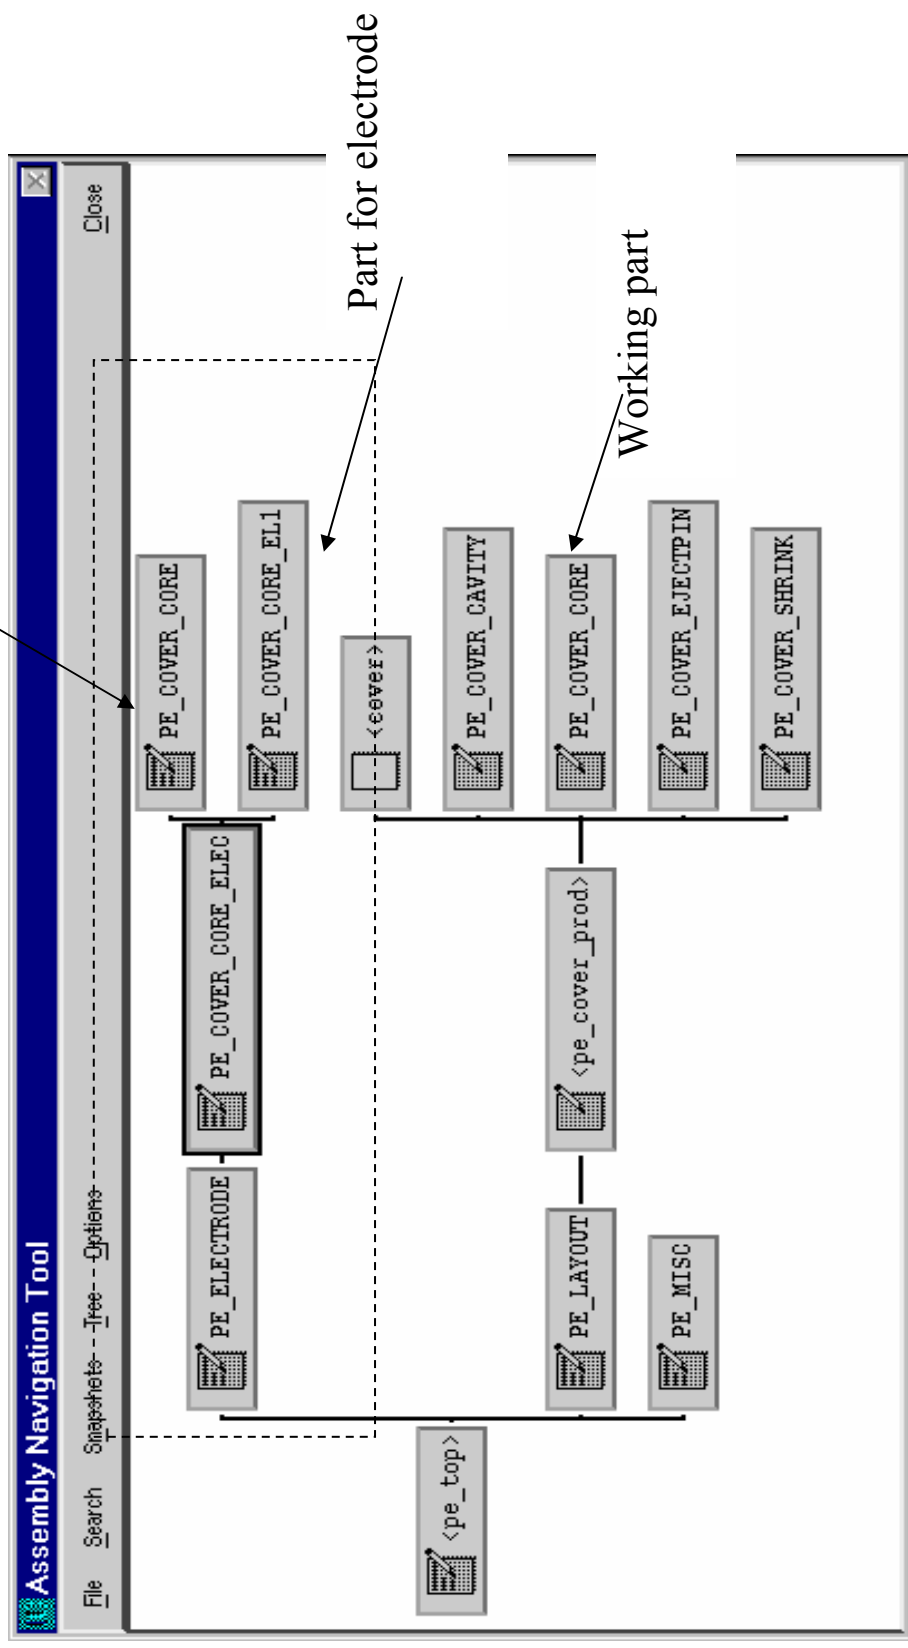 Assembly Navigation Tool
File Search Snapshots Tree Options Close
PE_COVER_CORE
PE_ELECTRODE
PE_COVER_CORE_ELEC
PE_COVER_CORE_EL1
Part for electrode
<cover>
<pe_top>
PE_COVER_CAVITY
PE_LAYOUT
<pe_cover_prod>
PE_COVER_CORE
Working part
PE_MISC
PE_COVER_EJECTPIN
PE_COVER_SHRINK